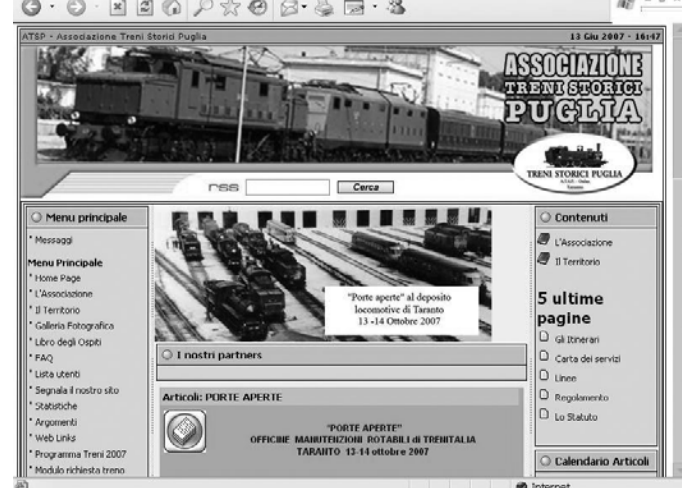 ATSP - Associazione Treni Storici Puglia
13 Giu 2007 - 16:47
ASSOCIAZIONE
TRENI STORICI
PUGLIA
TRENI STORICI PUGLIA
Taranto
rss
Cerca
Menu principale
Messaggi
Menu Principale
Home Page
L'Associazione
Il Territorio
Galleria Fotografica
Libro degli Ospiti
FAQ
Lista utenti
Segnala il nostro sito
Statistiche
Argomenti
Web Links
Programma Treni 2007
Modulo richiesta treno
"Porte aperte" al deposito
locomotive di Taranto
13 -14 Ottobre 2007
I nostri partners
Articoli: PORTE APERTE
"PORTE APERTE"
OFFICINE MANUTENZIONI ROTABILI di TRENITALIA
TARANTO 13-14 ottobre 2007
Contenuti
L'Associazione
Il Territorio
5 ultime
pagine
Gli Itinerari
Carta dei servizi
Linee
Regolamento
Lo Statuto
Calendario Articoli
Internet